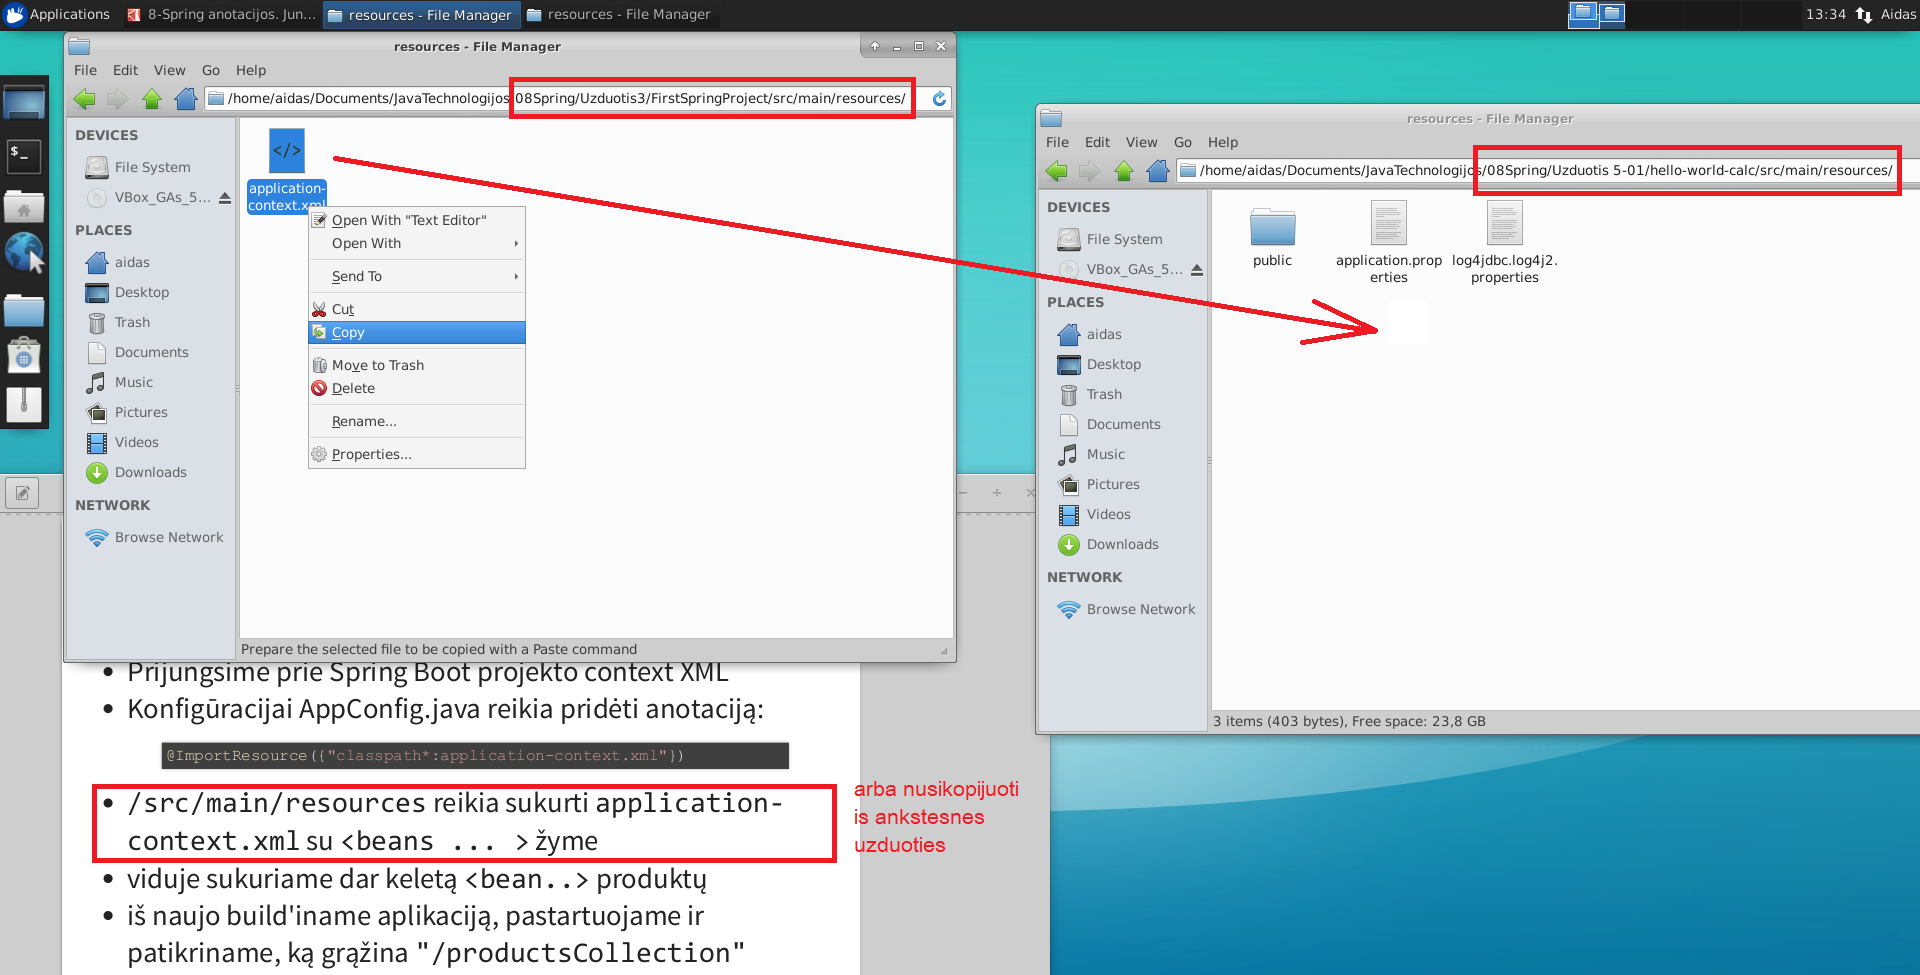 Applications
8-Spring anotacijos. Jun...
resources - File Manager
resources - File Manager
13:34
Aidas
resources - File Manager
File Edit View Go Help
/home/aidas/Documents/JavaTechnologijos/08Spring/Uzduotis3/FirstSpringProject/src/main/resources/
DEVICES
File System
VBox_GAs_5...
PLACES
aidas
Desktop
Trash
Documents
Music
Pictures
Videos
Downloads
NETWORK
Browse Network
</>
application-
context.xml
Open With "Text Editor"
Open With
Send To
Cut
Copy
Move to Trash
Delete
Rename...
Properties...
Prepare the selected file to be copied with a Paste command
resources - File Manager
File Edit View Go Help
/home/aidas/Documents/JavaTechnologijos/08Spring/Uzduotis 5-01/hello-world-calc/src/main/resources/
DEVICES
File System
VBox_GAs_5...
PLACES
aidas
Desktop
Trash
Documents
Music
Pictures
Videos
Downloads
NETWORK
Browse Network
public
application.prop
erties
log4jdbc.log4j2.
properties
3 items (403 bytes), Free space: 23,8 GB
$_
• Prijungsime prie Spring Boot projekto context XML
• Konfigūracijai AppConfig.java reikia pridėti anotaciją:
@ImportResource({"classpath*:application-context.xml"})
• /src/main/resources reikia sukurti application-
context.xml su <beans ... > žyme
arba nusikopijuoti
is ankstesnes
uzduoties
• viduje sukuriame dar keletą <bean..> produktų
• iš naujo build'iname aplikaciją, pastartuojame ir
patikriname, ką grąžina "/productsCollection"